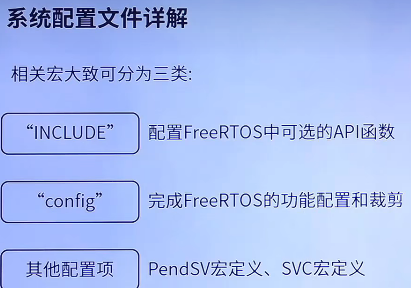 系统配置文件详解
相关宏大致可分为三类:
“INCLUDE” 配置FreeRTOS中可选的API函数
“config” 完成FreeRTOS的功能配置和裁剪
其他配置项 PendSV宏定义、SVC宏定义